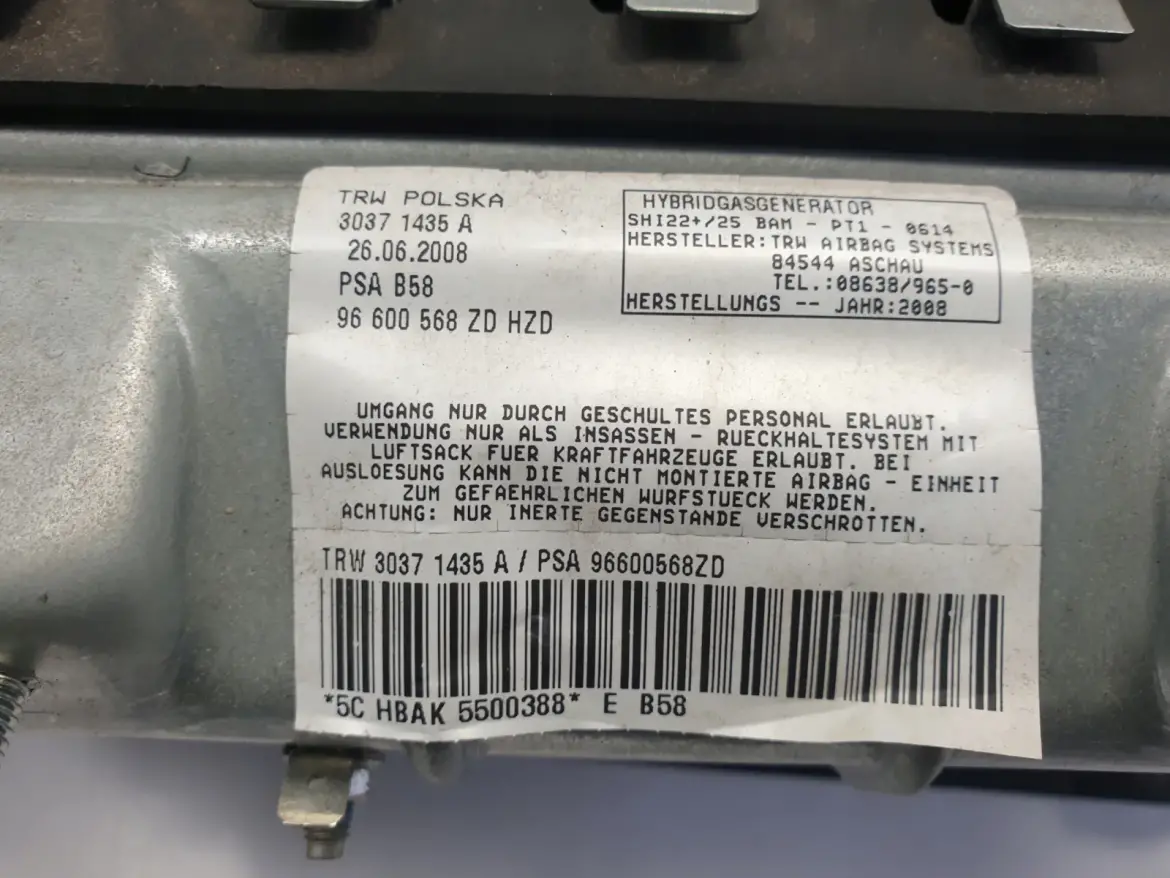 TRW POLSKA
3037 1435 A
26.06.2008
PSA B58
96 600 568 ZD HZD
HYBRIDGASGENERATOR
SHI22+/25 BAM - PT1 - 0614
HERSTELLER:TRW AIRBAG SYSTEMS
84544 ASCHAU
TEL.:08638/965-0
HERSTELLUNGS -- JAHR:2008
UMGANG NUR DURCH GESCHULTES PERSONAL ERLAUBT.
VERWENDUNG NUR ALS INSASSEN - RUECKHALTESYSTEM MIT
LUFTSACK FUER KRAFTFAHRZEUGE ERLAUBT. BEI
AUSLOESUNG KANN DIE NICHT MONTIERTE AIRBAG - EINHEIT
ZUM GEFAEHRLICHEN WURFSTUECK WERDEN.
ACHTUNG: NUR INERTE GEGENSTANDE VERSCHROTTEN.
TRW 3037 1435 A / PSA 96600568ZD
*5C HBAK 5500388* E B58